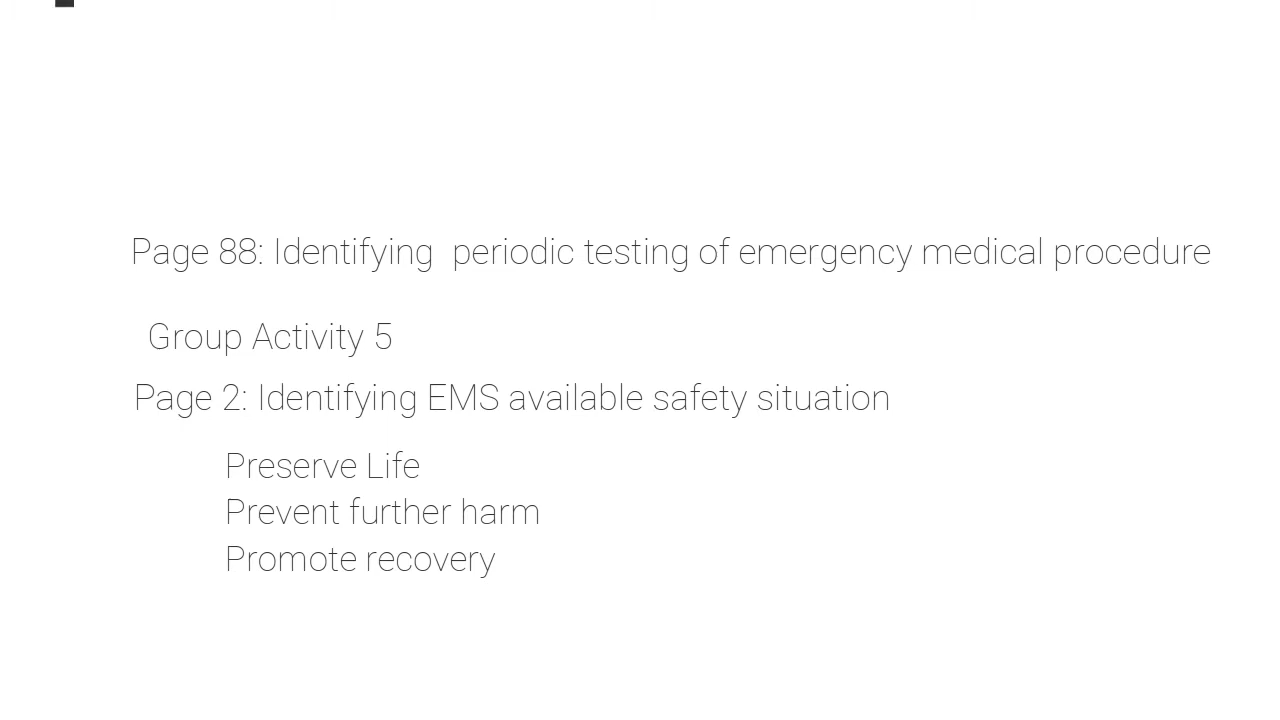 Page 88: Identifying  periodic testing of emergency medical procedure
Group Activity 5
Page 2: Identifying EMS available safety situation
Preserve Life
Prevent further harm
Promote recovery